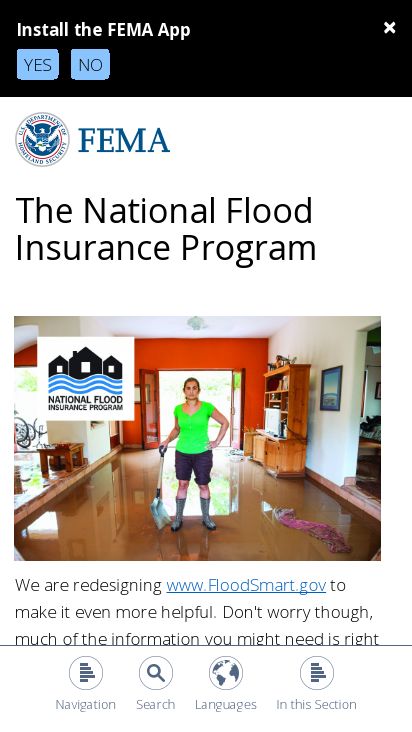 Install the FEMA App
×
YES NO
U.S. DEPARTMENT OF
HOMELAND SECURITY
FEMA
The National Flood
Insurance Program
NATIONAL FLOOD
INSURANCE PROGRAM
We are redesigning www.FloodSmart.gov to
make it even more helpful. Don't worry though,
much of the information you might need is right
Navigation Search Languages In this Section